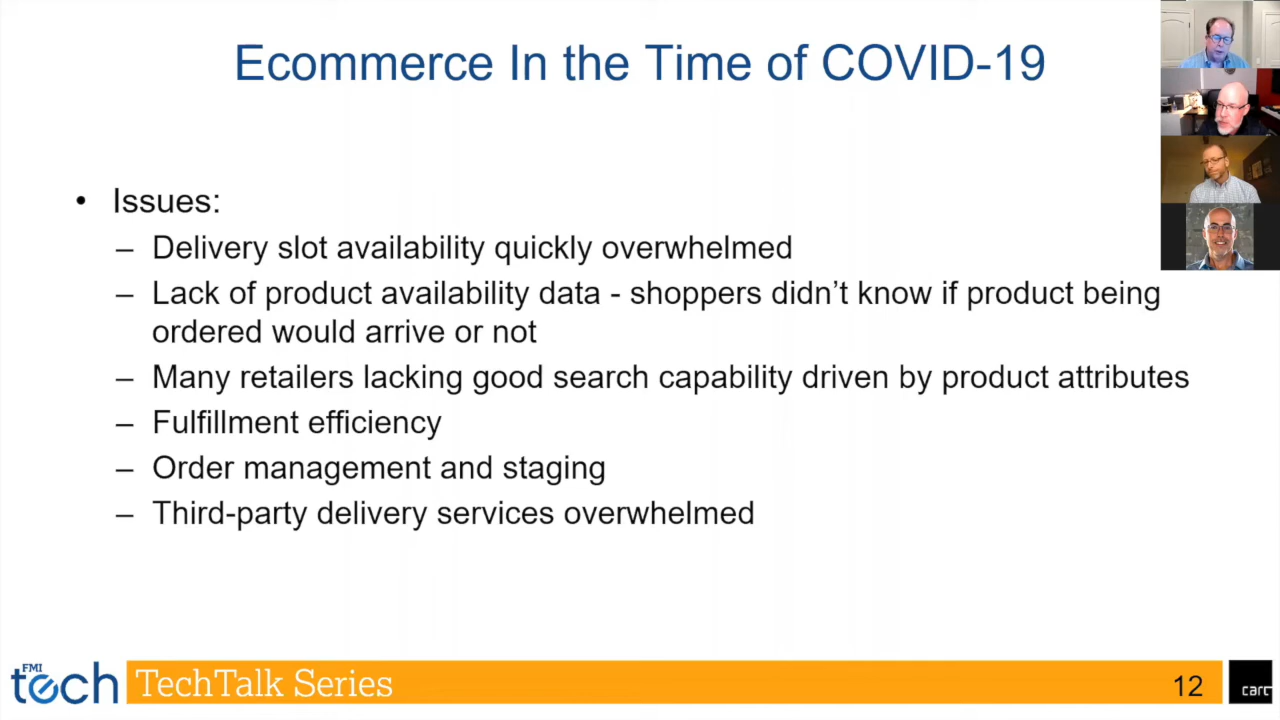 Ecommerce In the Time of COVID-19
• Issues:
– Delivery slot availability quickly overwhelmed
– Lack of product availability data - shoppers didn’t know if product being
ordered would arrive or not
– Many retailers lacking good search capability driven by product attributes
– Fulfillment efficiency
– Order management and staging
– Third-party delivery services overwhelmed
FMI
tech
TechTalk Series
12
carc